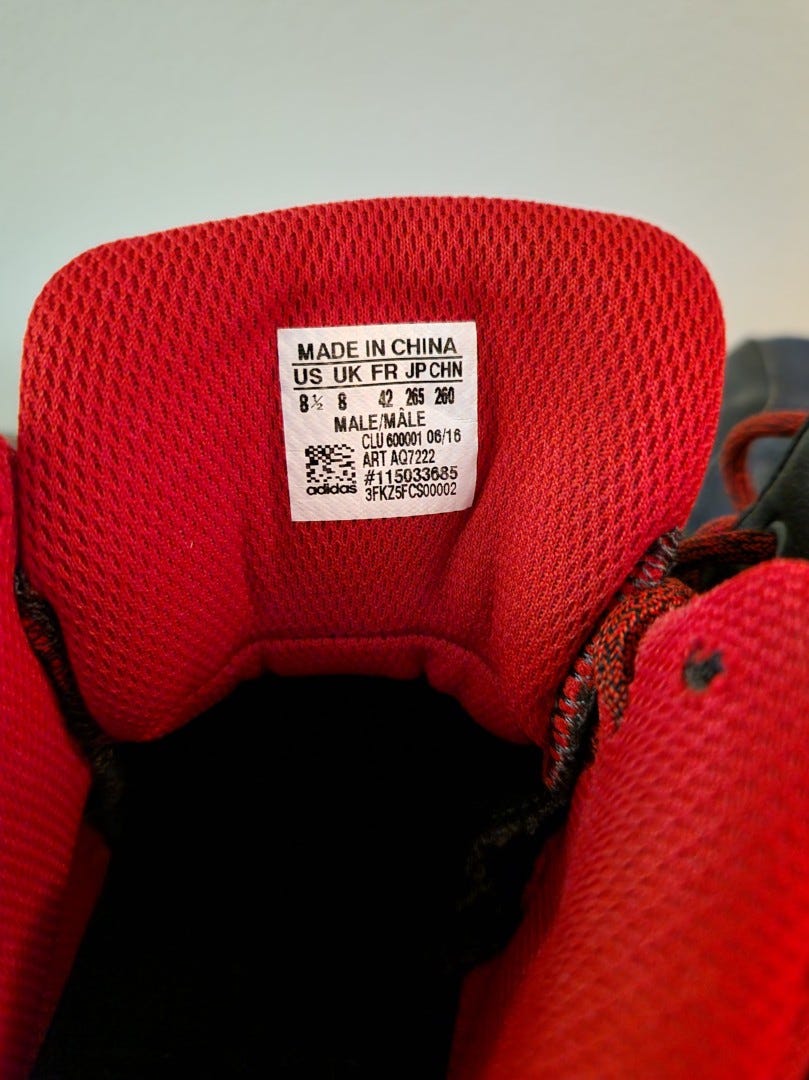 MADE IN CHINA
US UK FR JP CHN
8½ 8 42 265 260
MALE/MÂLE
CLU 600001 06/16
ART AQ7222
#115033685
adidas 3FKZ5FCS00002